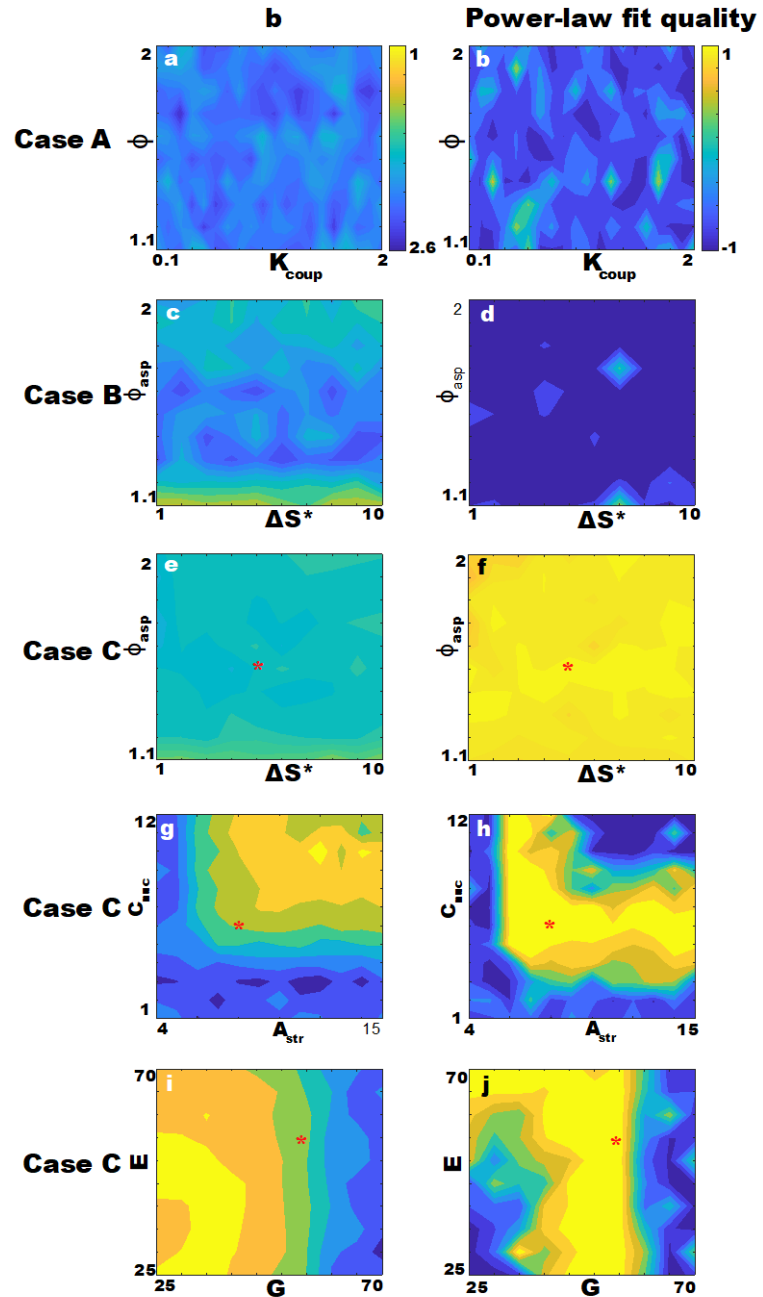 b Power-law fit quality
a b
2 1 2 1
Case A ϕ ϕ
1.1 2.6 1.1 -1
0.1 K_coup 2 0.1 K_coup 2
c d
2 2
Case B ϕ_asp ϕ_asp
1.1 1.1
1 ΔS* 10 1 ΔS* 10
e f
2 2
Case C ϕ_asp * ϕ_asp *
1.1 1.1
1 ΔS* 10 1 ΔS* 10
g h
12 12
Case C * *
1 1
4 A_str 15 4 A_str 15
i j
70 70
Case C E * E *
25 25
25 G 70 25 G 70